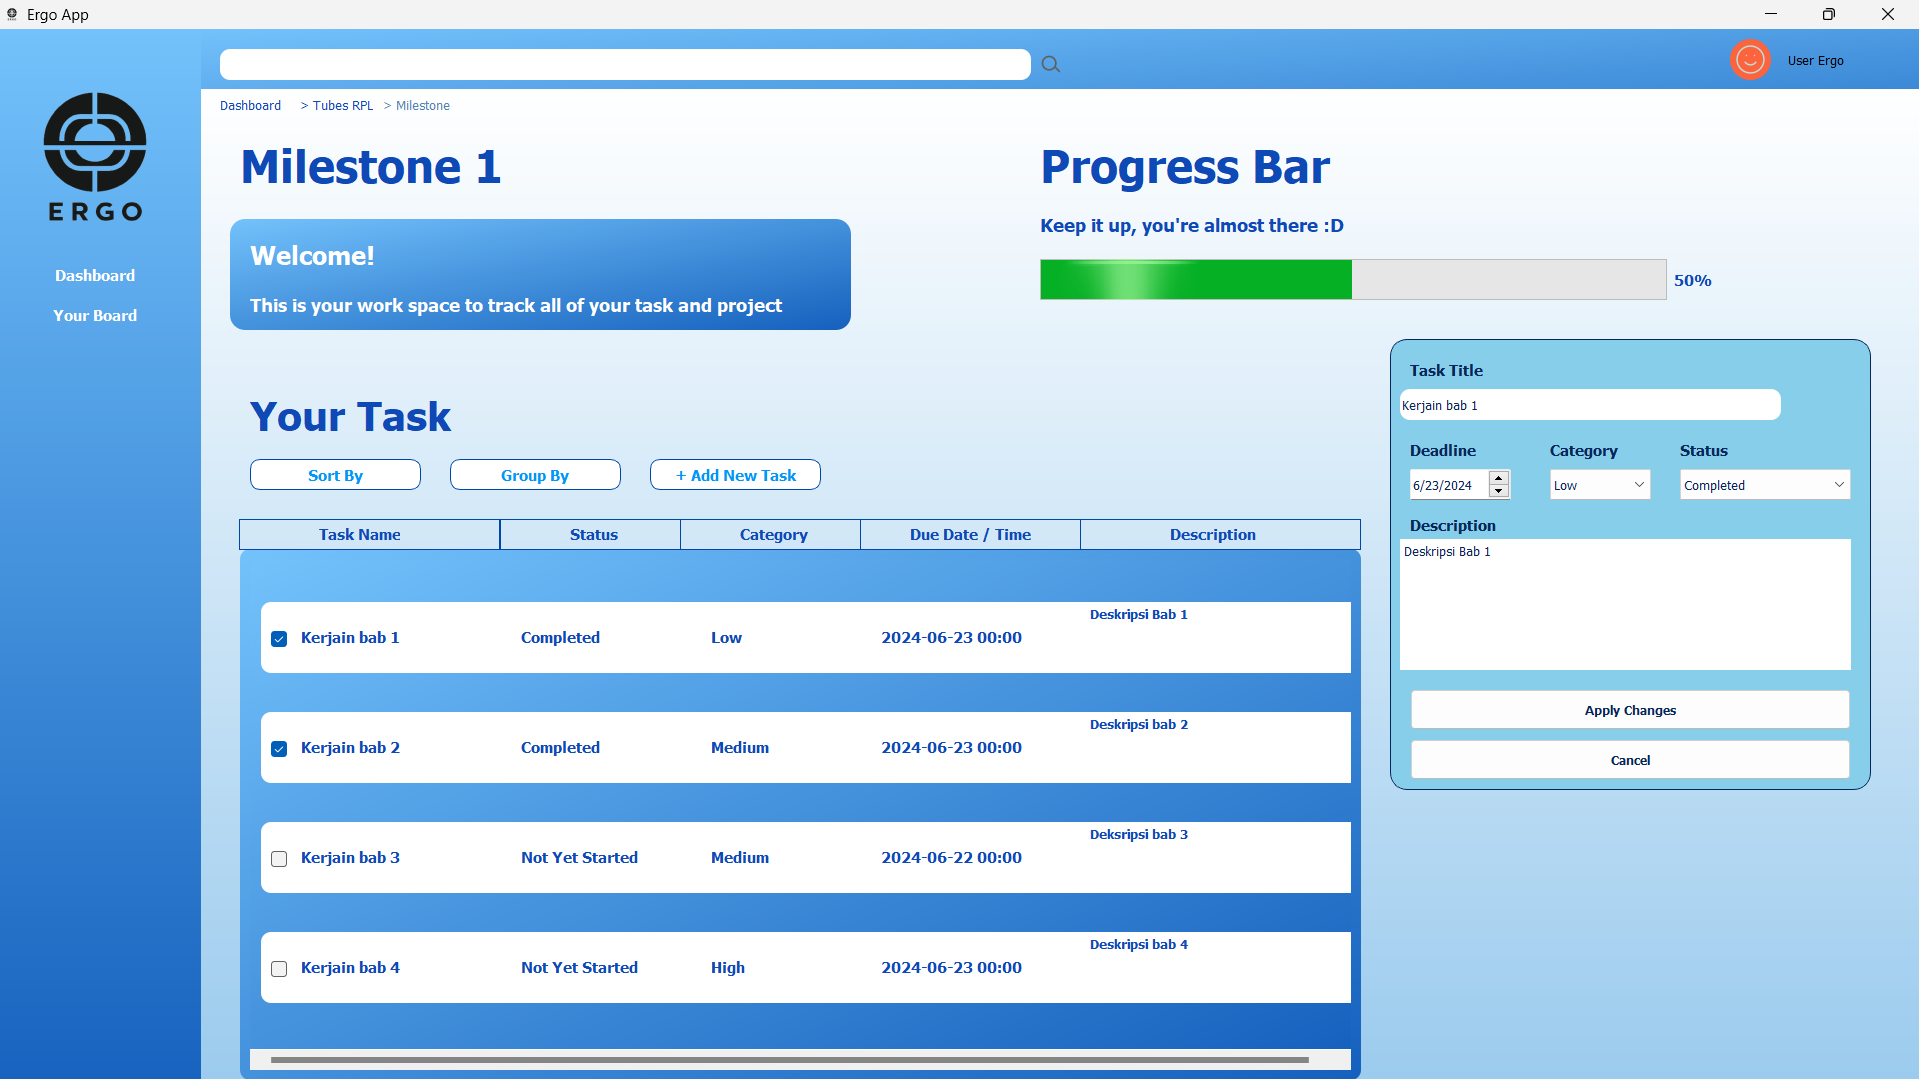 Ergo App
User Ergo
Dashboard > Tubes RPL > Milestone
ERGO
Dashboard
Your Board
Milestone 1
Welcome!
This is your work space to track all of your task and project
Progress Bar
Keep it up, you're almost there :D
50%
Your Task
Sort By Group By + Add New Task
Task Name Status Category Due Date / Time Description
Kerjain bab 1 Completed Low 2024-06-23 00:00 Deskripsi Bab 1
Kerjain bab 2 Completed Medium 2024-06-23 00:00 Deskripsi bab 2
Kerjain bab 3 Not Yet Started Medium 2024-06-22 00:00 Deksripsi bab 3
Kerjain bab 4 Not Yet Started High 2024-06-23 00:00 Deskripsi bab 4
Task Title
Kerjain bab 1
Deadline Category Status
6/23/2024 Low Completed
Description
Deskripsi Bab 1
Apply Changes
Cancel